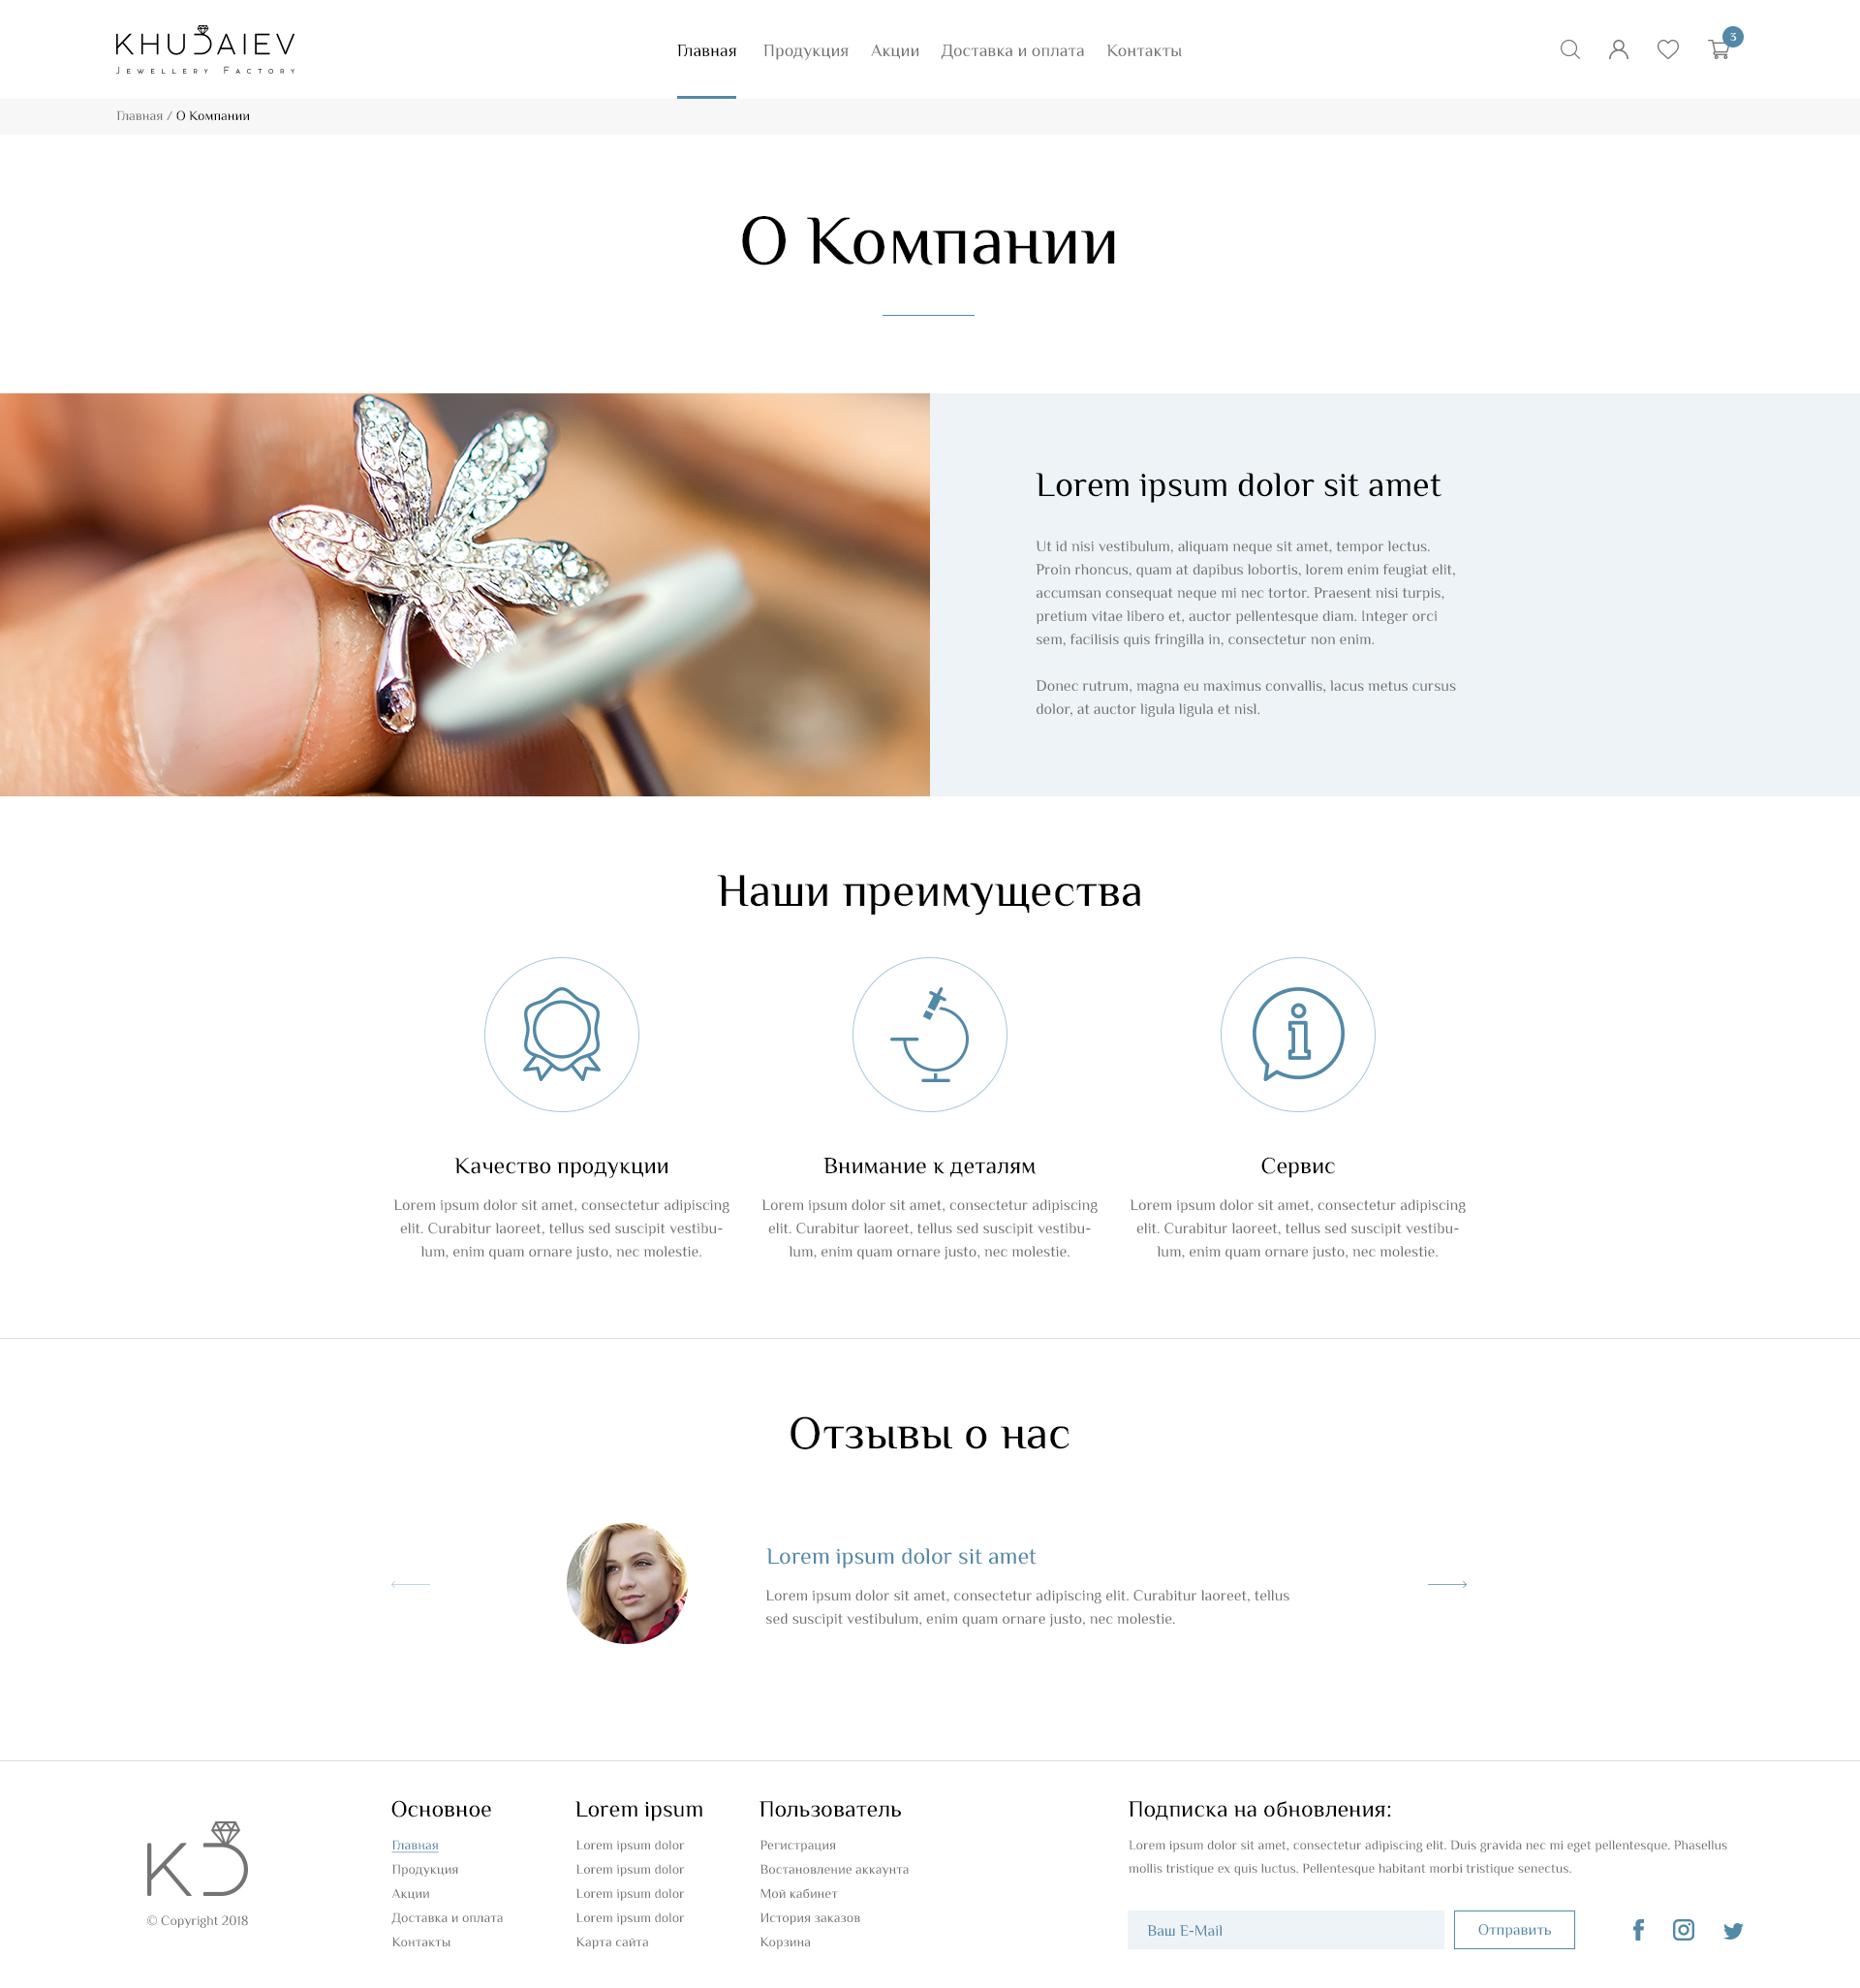 KHUDAIEV
JEWELLERY FACTORY
Главная
Продукция
Акции
Доставка и оплата
Контакты
3
Главная / О Компании
О Компании
Lorem ipsum dolor sit amet
Ut id nisi vestibulum, aliquam neque sit amet, tempor lectus.
Proin rhoncus, quam at dapibus lobortis, lorem enim feugiat elit,
accumsan consequat neque mi nec tortor. Praesent nisi turpis,
pretium vitae libero et, auctor pellentesque diam. Integer orci
sem, facilisis quis fringilla in, consectetur non enim.
Donec rutrum, magna eu maximus convallis, lacus metus cursus
dolor, at auctor ligula ligula et nisl.
Наши преимущества
Качество продукции
Lorem ipsum dolor sit amet, consectetur adipiscing
elit. Curabitur laoreet, tellus sed suscipit vestibu-
lum, enim quam ornare justo, nec molestie.
Внимание к деталям
Lorem ipsum dolor sit amet, consectetur adipiscing
elit. Curabitur laoreet, tellus sed suscipit vestibu-
lum, enim quam ornare justo, nec molestie.
Сервис
Lorem ipsum dolor sit amet, consectetur adipiscing
elit. Curabitur laoreet, tellus sed suscipit vestibu-
lum, enim quam ornare justo, nec molestie.
Отзывы о нас
Lorem ipsum dolor sit amet
Lorem ipsum dolor sit amet, consectetur adipiscing elit. Curabitur laoreet, tellus
sed suscipit vestibulum, enim quam ornare justo, nec molestie.
KD
© Copyright 2018
Основное
Главная
Продукция
Акции
Доставка и оплата
Контакты
Lorem ipsum
Lorem ipsum dolor
Lorem ipsum dolor
Lorem ipsum dolor
Lorem ipsum dolor
Карта сайта
Пользователь
Регистрация
Востановление аккаунта
Мой кабинет
История заказов
Корзина
Подписка на обновления:
Lorem ipsum dolor sit amet, consectetur adipiscing elit. Duis gravida nec mi eget pellentesque. Phasellus
mollis tristique ex quis luctus. Pellentesque habitant morbi tristique senectus.
Ваш E-Mail
Отправить